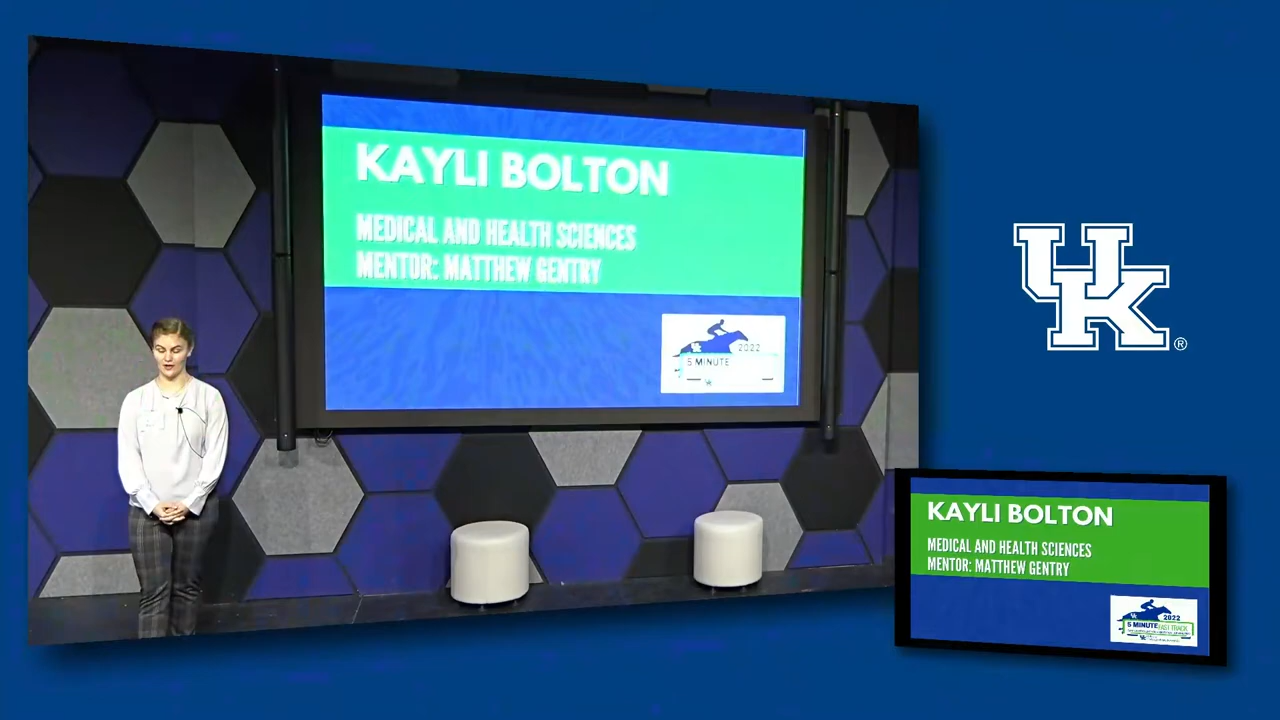 KAYLI BOLTON
MEDICAL AND HEALTH SCIENCES
MENTOR: MATTHEW GENTRY
2022
5 MINUTE
UK®
KAYLI BOLTON
MEDICAL AND HEALTH SCIENCES
MENTOR: MATTHEW GENTRY
2022
5 MINUTE FAST TRACK